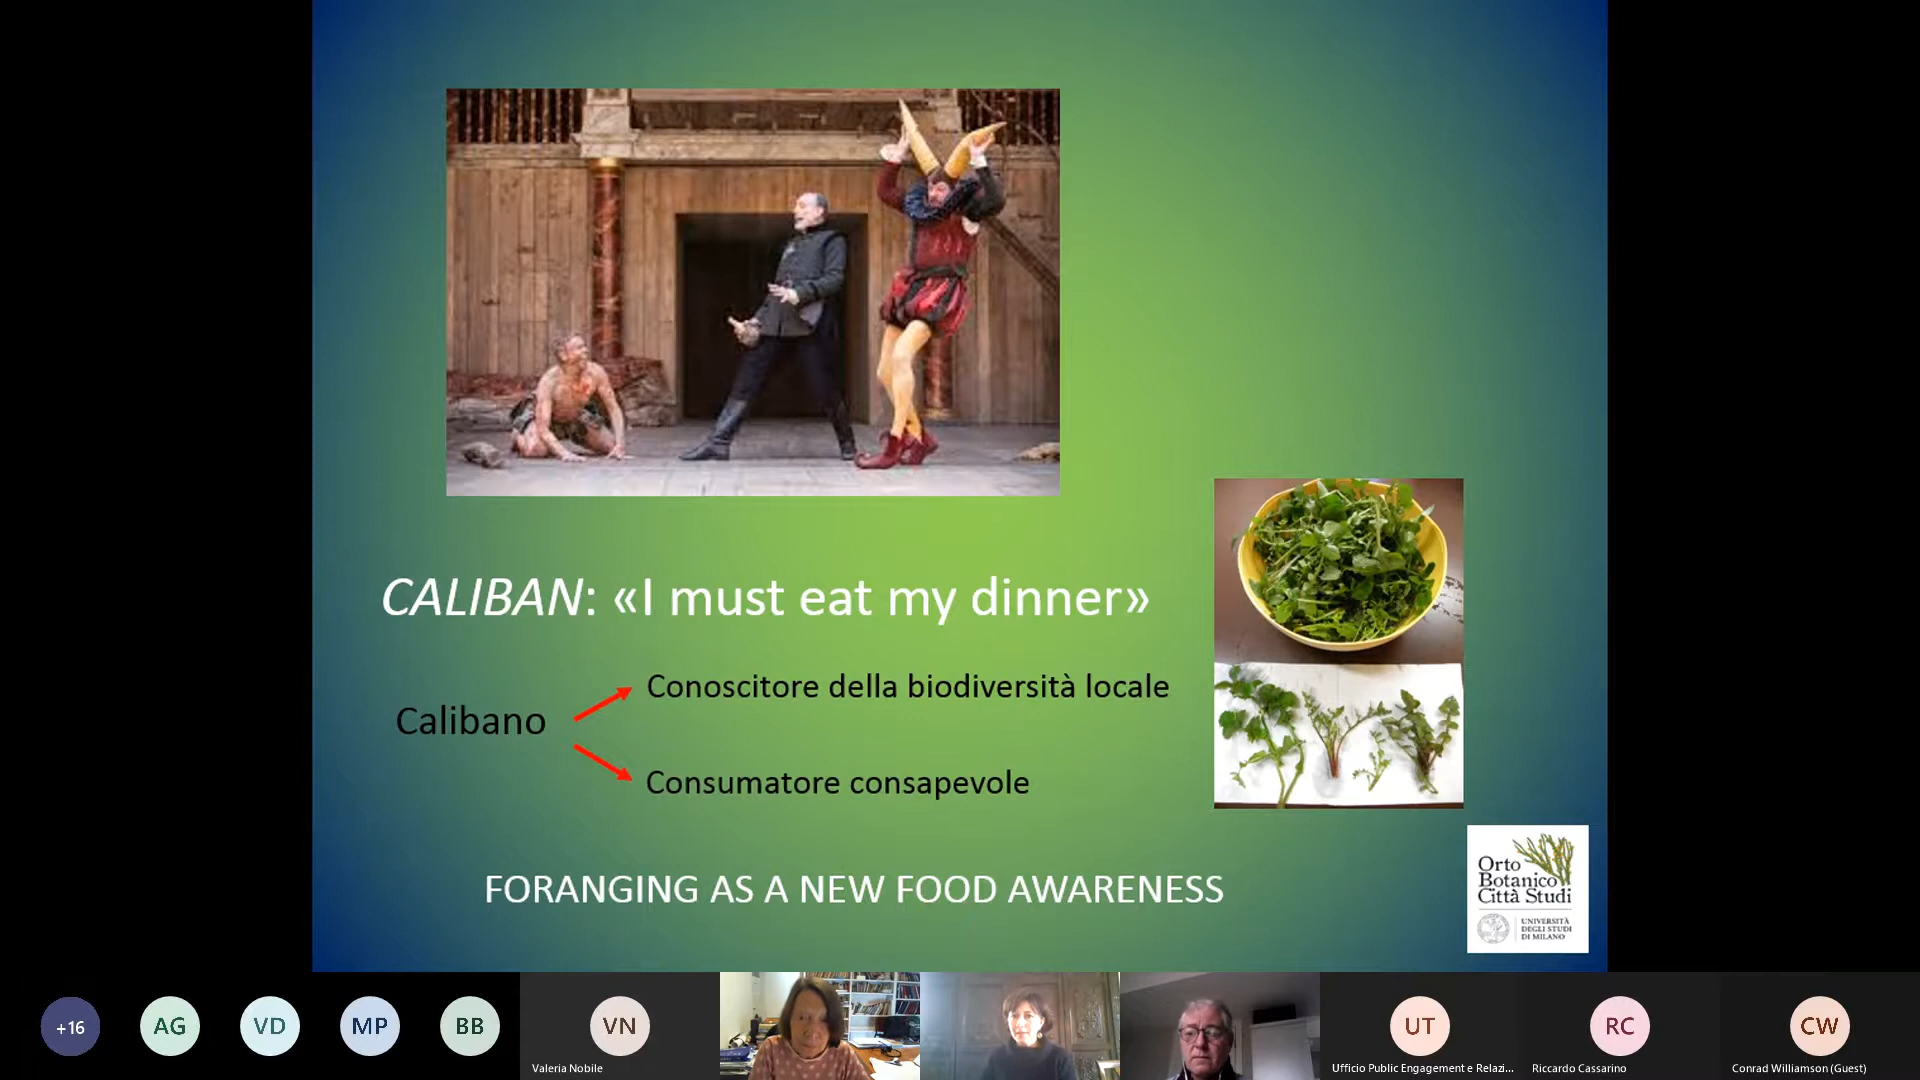 CALIBAN: «I must eat my dinner»
Calibano
Conoscitore della biodiversità locale
Consumatore consapevole
FORANGING AS A NEW FOOD AWARENESS
Orto
Botanico
Città Studi
UNIVERSITÀ
DEGLI STUDI
DI MILANO
+16
AG
VD
MP
BB
VN
Valeria Nobile
UT
Ufficio Public Engagement e Relazi...
RC
Riccardo Cassarino
CW
Conrad Williamson (Guest)